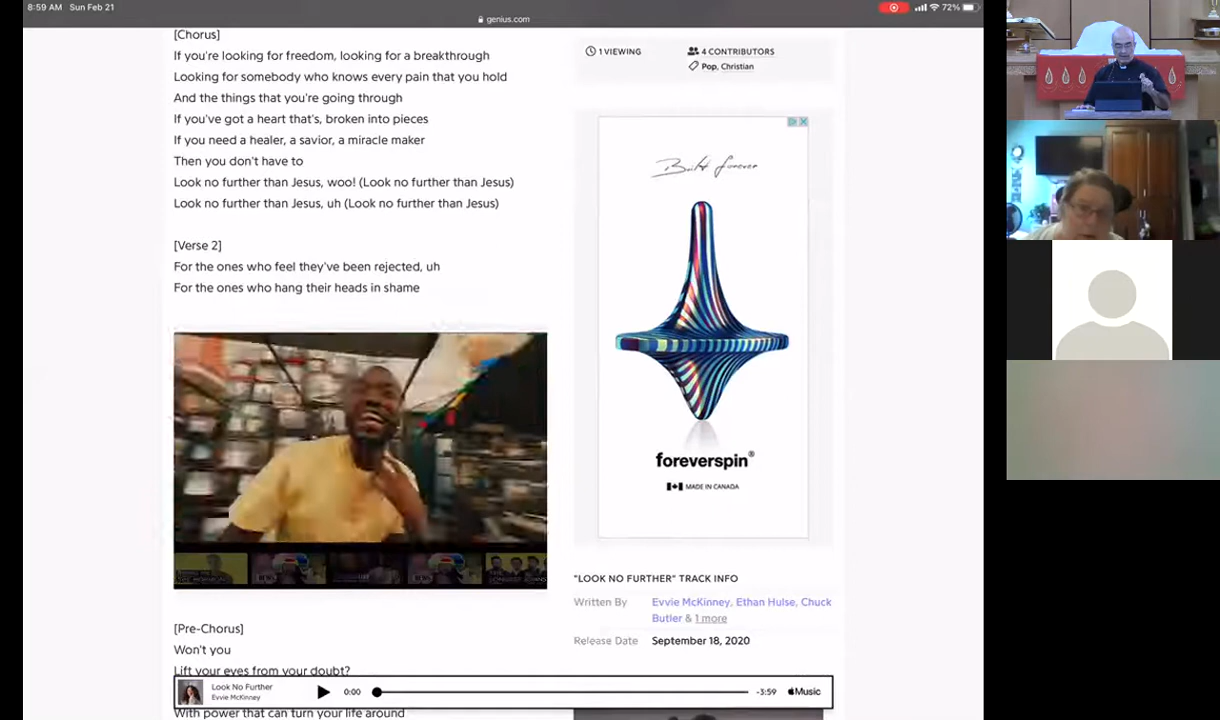 8:59 AM Sun Feb 21
genius.com
72%
[Chorus]
If you're looking for freedom, looking for a breakthrough
Looking for somebody who knows every pain that you hold
And the things that you're going through
If you've got a heart that's, broken into pieces
If you need a healer, a savior, a miracle maker
Then you don't have to
Look no further than Jesus, woo! (Look no further than Jesus)
Look no further than Jesus, uh (Look no further than Jesus)
[Verse 2]
For the ones who feel they've been rejected, uh
For the ones who hang their heads in shame
[Pre-Chorus]
Won't you
Lift your eyes from your doubt?
With power that can turn your life around
Look No Further
Evvie McKinney
0:00
-3:59
Music
1 VIEWING
4 CONTRIBUTORS
Pop, Christian
Built forever
foreverspin®
MADE IN CANADA
"LOOK NO FURTHER" TRACK INFO
Written By Evvie McKinney, Ethan Hulse, Chuck
Butler & 1 more
Release Date September 18, 2020